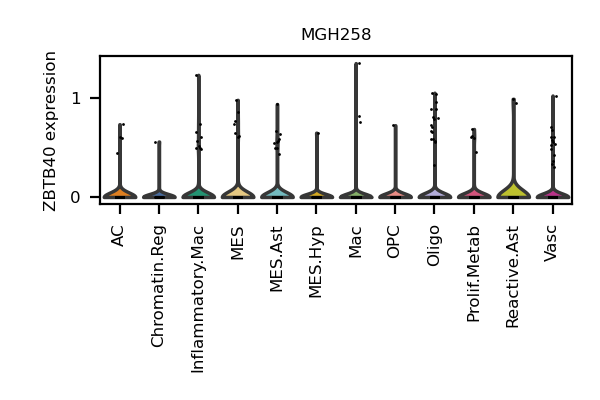 MGH258
ZBTB40 expression
1
0
AC
Chromatin.Reg
Inflammatory.Mac
MES
MES.Ast
MES.Hyp
Mac
OPC
Oligo
Prolif.Metab
Reactive.Ast
Vasc